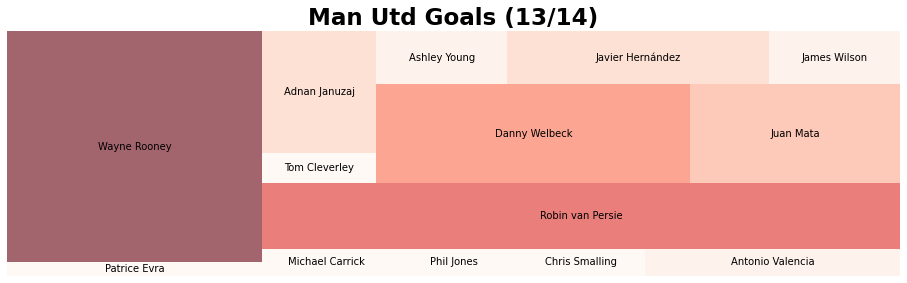 Man Utd Goals (13/14)
Ashley Young
Javier Hernández
James Wilson
Adnan Januzaj
Danny Welbeck
Juan Mata
Wayne Rooney
Tom Cleverley
Robin van Persie
Michael Carrick
Phil Jones
Chris Smalling
Antonio Valencia
Patrice Evra